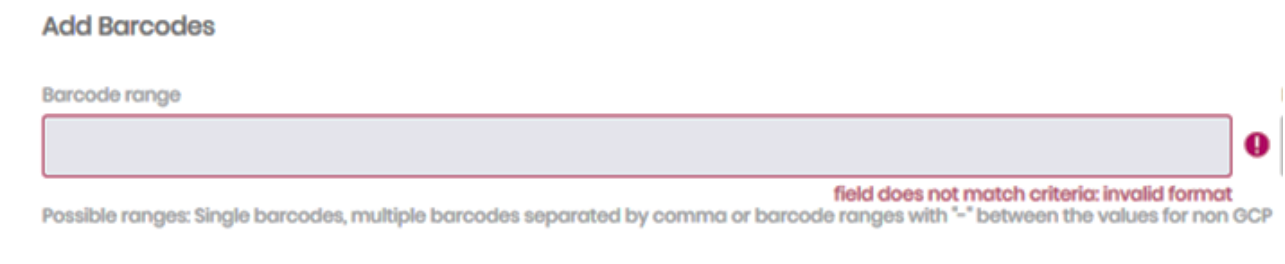 Add Barcodes
Barcode range
field does not match criteria: invalid format
Possible ranges: Single barcodes, multiple barcodes separated by comma or barcode ranges with "-" between the values for non GCP